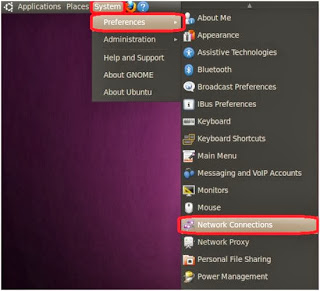 Applications Places System
Preferences
Administration
Help and Support
About GNOME
About Ubuntu
About Me
Appearance
Assistive Technologies
Bluetooth
Broadcast Preferences
IBus Preferences
Keyboard
Keyboard Shortcuts
Main Menu
Messaging and VoIP Accounts
Monitors
Mouse
Network Connections
Network Proxy
Personal File Sharing
Power Management